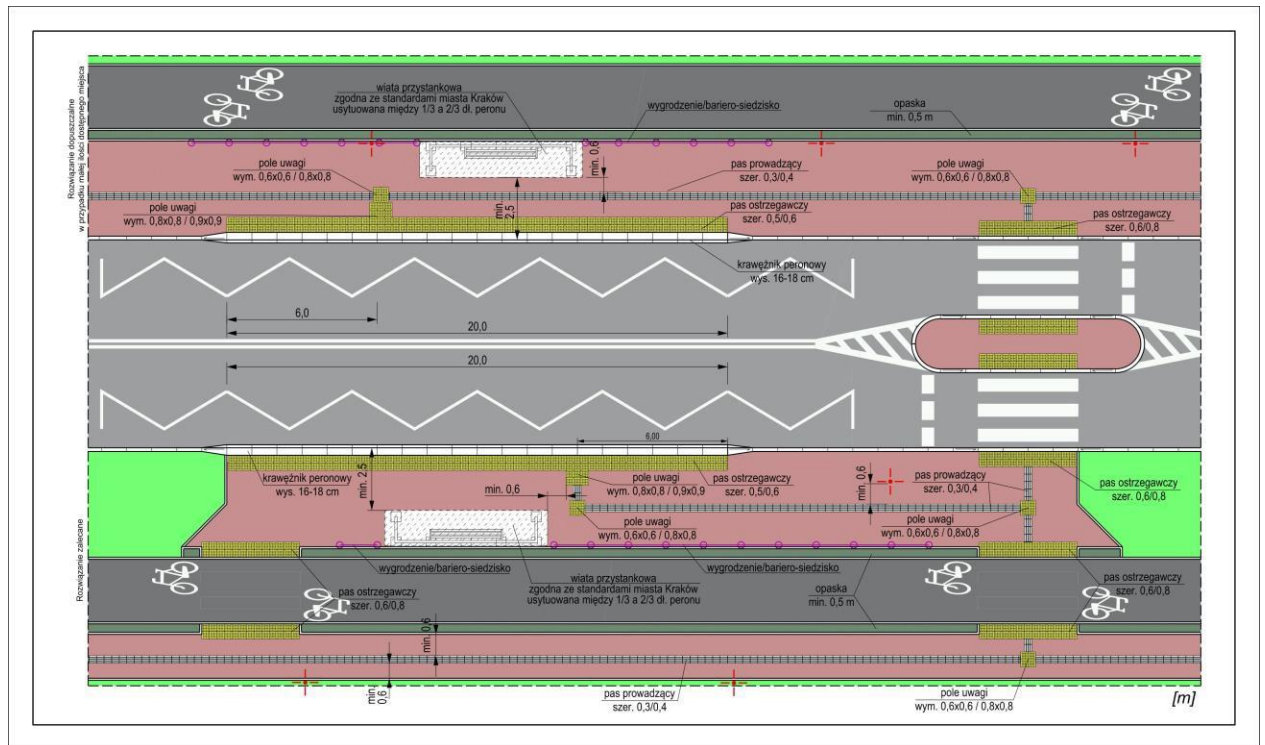 Rozwiązanie dopuszczalne
w przypadku małej ilości dostępnego miejsca
wiata przystankowa
zgodna ze standardami miasta Kraków
usytuowana między 1/3 a 2/3 dł. peronu
wygrodzenie/bariero-siedzisko
opaska
min. 0,5 m
pole uwagi
wym. 0,6x0,6 / 0,8x0,8
min. 0,6
pas prowadzący
szer. 0,3/0,4
pole uwagi
wym. 0,6x0,6 / 0,8x0,8
pole uwagi
wym. 0,8x0,8 / 0,9x0,9
min.
2,5
pas ostrzegawczy
szer. 0,5/0,6
pas ostrzegawczy
szer. 0,6/0,8
krawężnik peronowy
wys. 16-18 cm
6,0
20,0
20,0
6,00
krawężnik peronowy
wys. 16-18 cm
min. 2,5
min. 0,6
pole uwagi
wym. 0,8x0,8 / 0,9x0,9
pas ostrzegawczy
szer. 0,5/0,6
min. 0,6
pas prowadzący
szer. 0,3/0,4
pas ostrzegawczy
szer. 0,6/0,8
pole uwagi
wym. 0,6x0,6 / 0,8x0,8
pole uwagi
wym. 0,6x0,6 / 0,8x0,8
Rozwiązanie zalecane
wygrodzenie/bariero-siedzisko
wiata przystankowa
zgodna ze standardami miasta Kraków
usytuowana między 1/3 a 2/3 dł. peronu
wygrodzenie/bariero-siedzisko
opaska
min. 0,5 m
pas ostrzegawczy
szer. 0,6/0,8
pas ostrzegawczy
szer. 0,6/0,8
min. 0,6
min.
0,6
pas prowadzący
szer. 0,3/0,4
pole uwagi
wym. 0,6x0,6 / 0,8x0,8
[m]